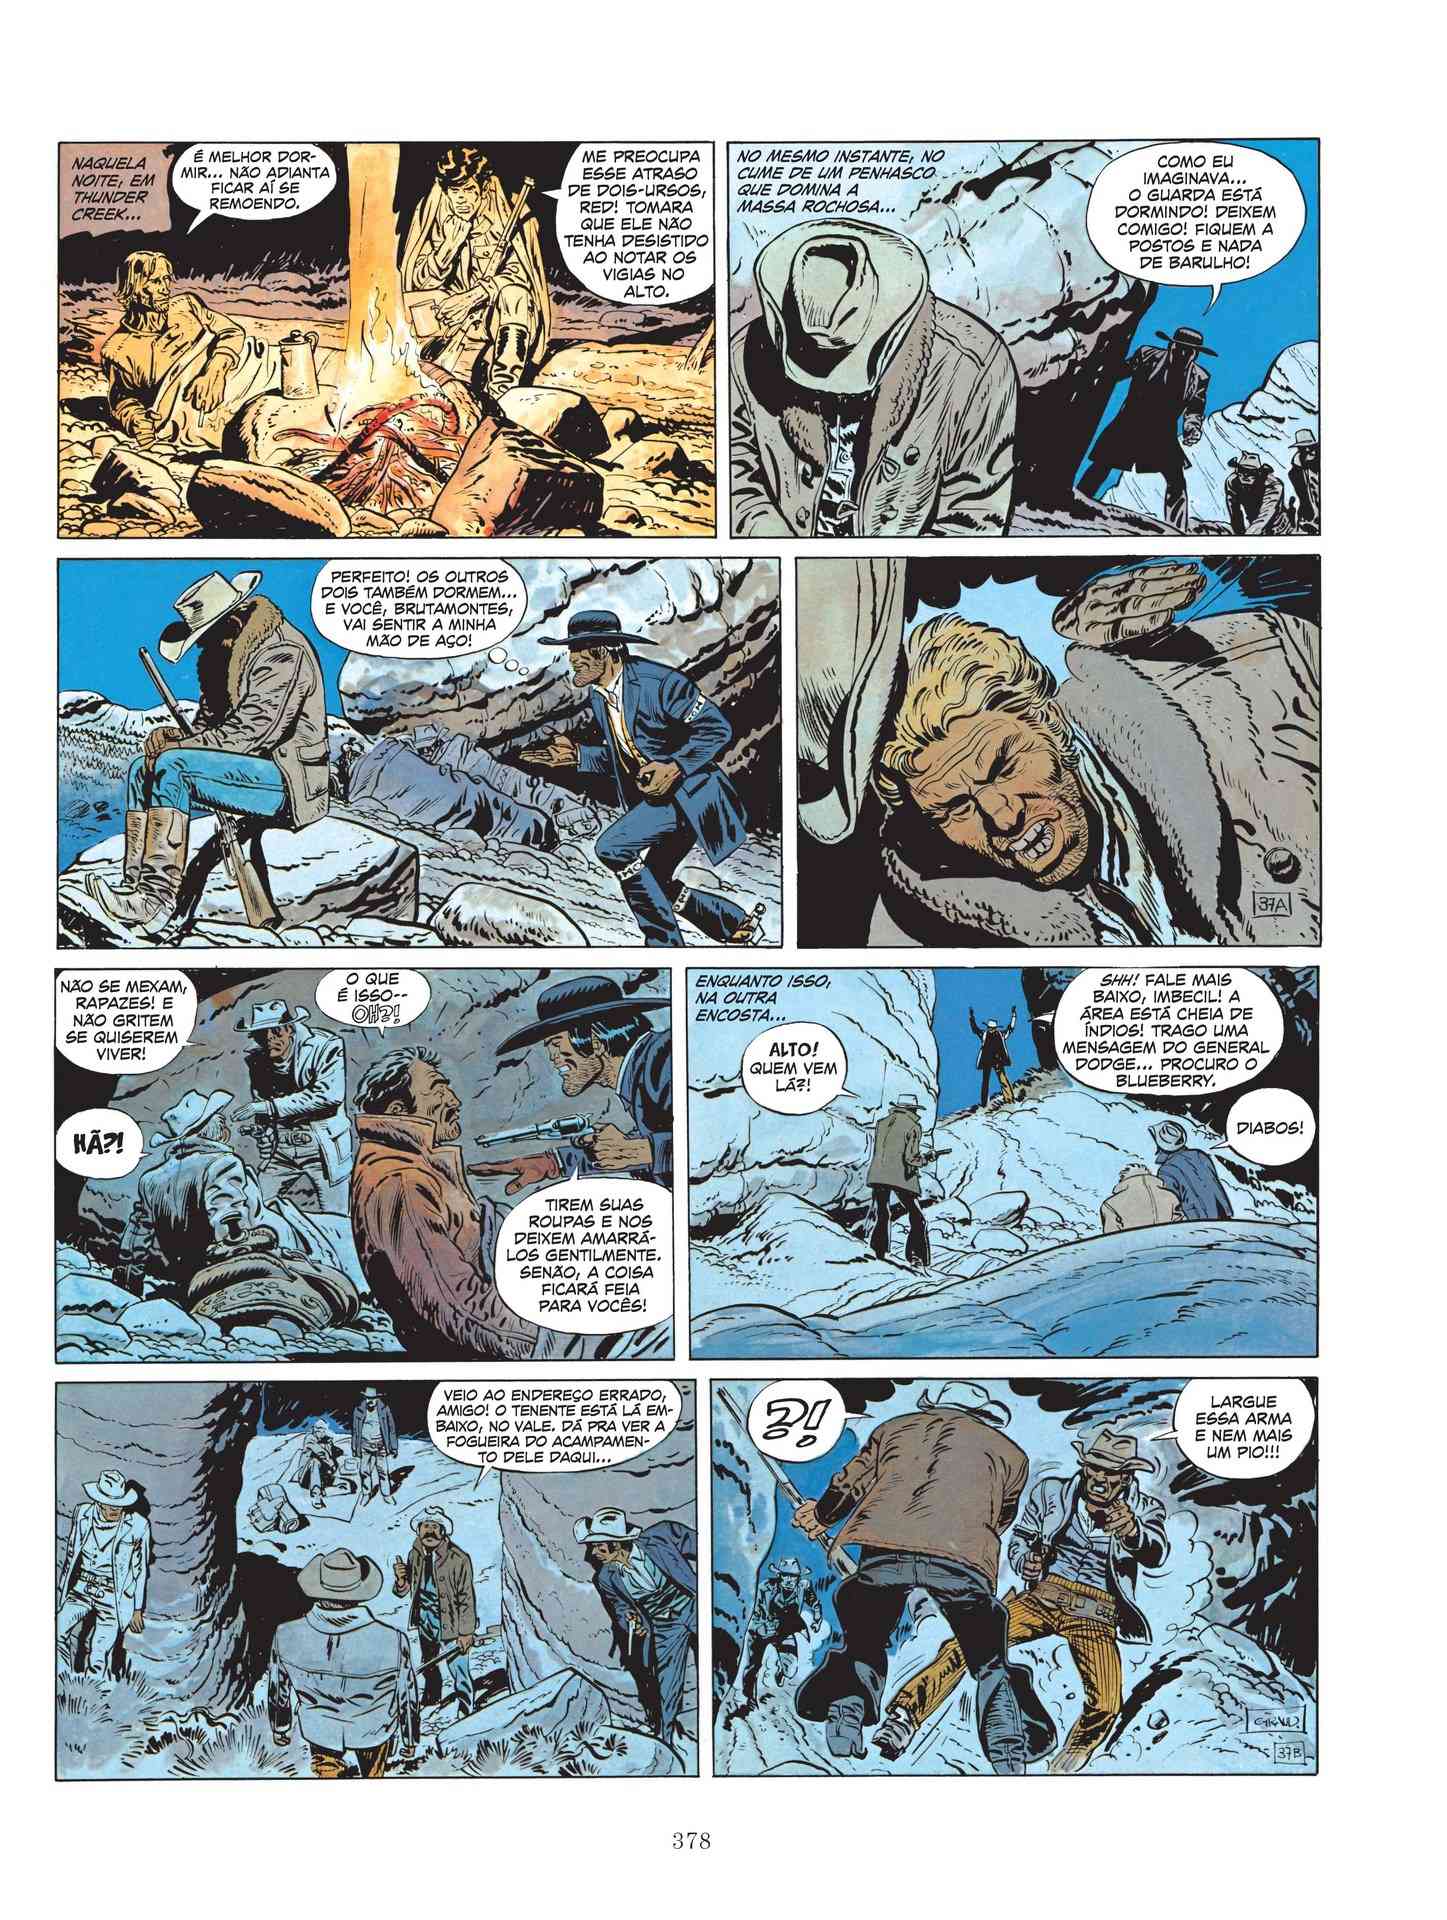 NAQUELA
NOITE, EM
THUNDER
CREEK...
É MELHOR DOR-
MIR... NÃO ADIANTA
FICAR AÍ SE
REMOENDO.
ME PREOCUPA
ESSE ATRASO
DE DOIS-URSOS,
RED! TOMARA
QUE ELE NÃO
TENHA DESISTIDO
AO NOTAR OS
VIGIAS NO
ALTO.
NO MESMO INSTANTE, NO
CUME DE UM PENHASCO
QUE DOMINA A
MASSA ROCHOSA...
COMO EU
IMAGINAVA...
O GUARDA ESTÁ
DORMINDO! DEIXEM
COMIGO! FIQUEM A
POSTOS E NADA
DE BARULHO!
PERFEITO! OS OUTROS
DOIS TAMBÉM DORMEM...
E VOCÊ, BRUTAMONTES,
VAI SENTIR A MINHA
MÃO DE AÇO!
37A
NÃO SE MEXAM,
RAPAZES! E
NÃO GRITEM
SE QUISEREM
VIVER!
O QUE
É ISSO--
OH?!
HÃ?!
TIREM SUAS
ROUPAS E NOS
DEIXEM AMARRÁ-
LOS GENTILMENTE.
SENÃO, A COISA
FICARÁ FEIA
PARA VOCÊS!
ENQUANTO ISSO,
NA OUTRA
ENCOSTA...
ALTO!
QUEM VEM
LÁ?!
SHH! FALE MAIS
BAIXO, IMBECIL! A
ÁREA ESTÁ CHEIA DE
ÍNDIOS! TRAGO UMA
MENSAGEM DO GENERAL
DODGE... PROCURO O
BLUEBERRY.
DIABOS!
VEIO AO ENDEREÇO ERRADO,
AMIGO! O TENENTE ESTÁ LÁ EM-
BAIXO, NO VALE. DÁ PRA VER A
FOGUEIRA DO ACAMPAMEN-
TO DELE DAQUI...
?!
LARGUE
ESSA ARMA
E NEM MAIS
UM PIO!!!
GIRAUD.
37B
378